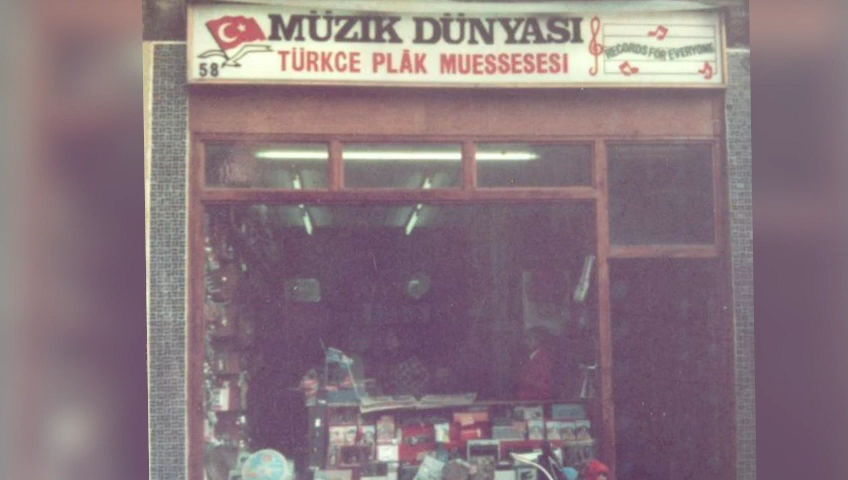 MÜZIK DÜNYASI
TÜRKCE PLÂK MUESSESESI
58
RECORDS FOR EVERYONE